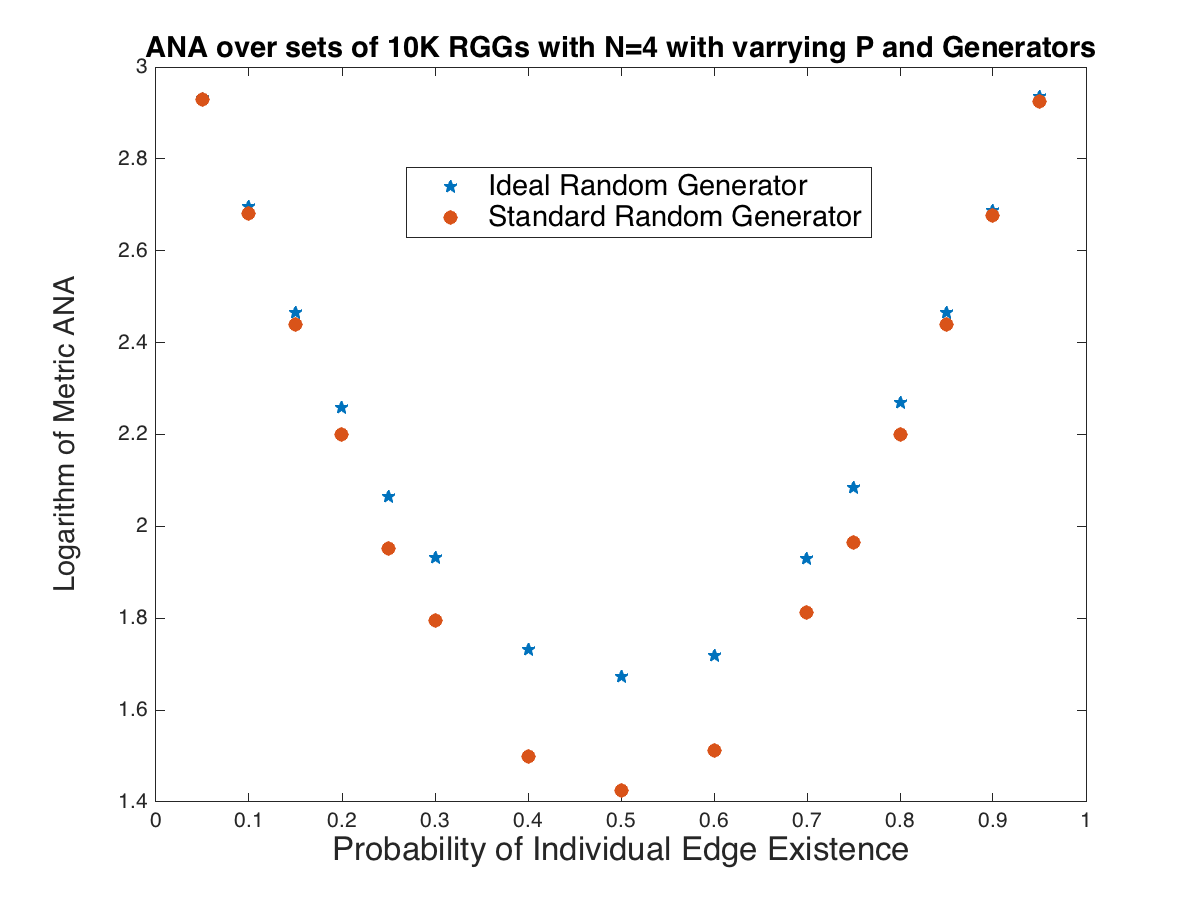 ANA over sets of 10K RGGs with N=4 with varrying P and Generators
3
2.8
2.6
2.4
2.2
2
1.8
1.6
1.4
Logarithm of Metric ANA
Ideal Random Generator
Standard Random Generator
0 0.1 0.2 0.3 0.4 0.5 0.6 0.7 0.8 0.9 1
Probability of Individual Edge Existence